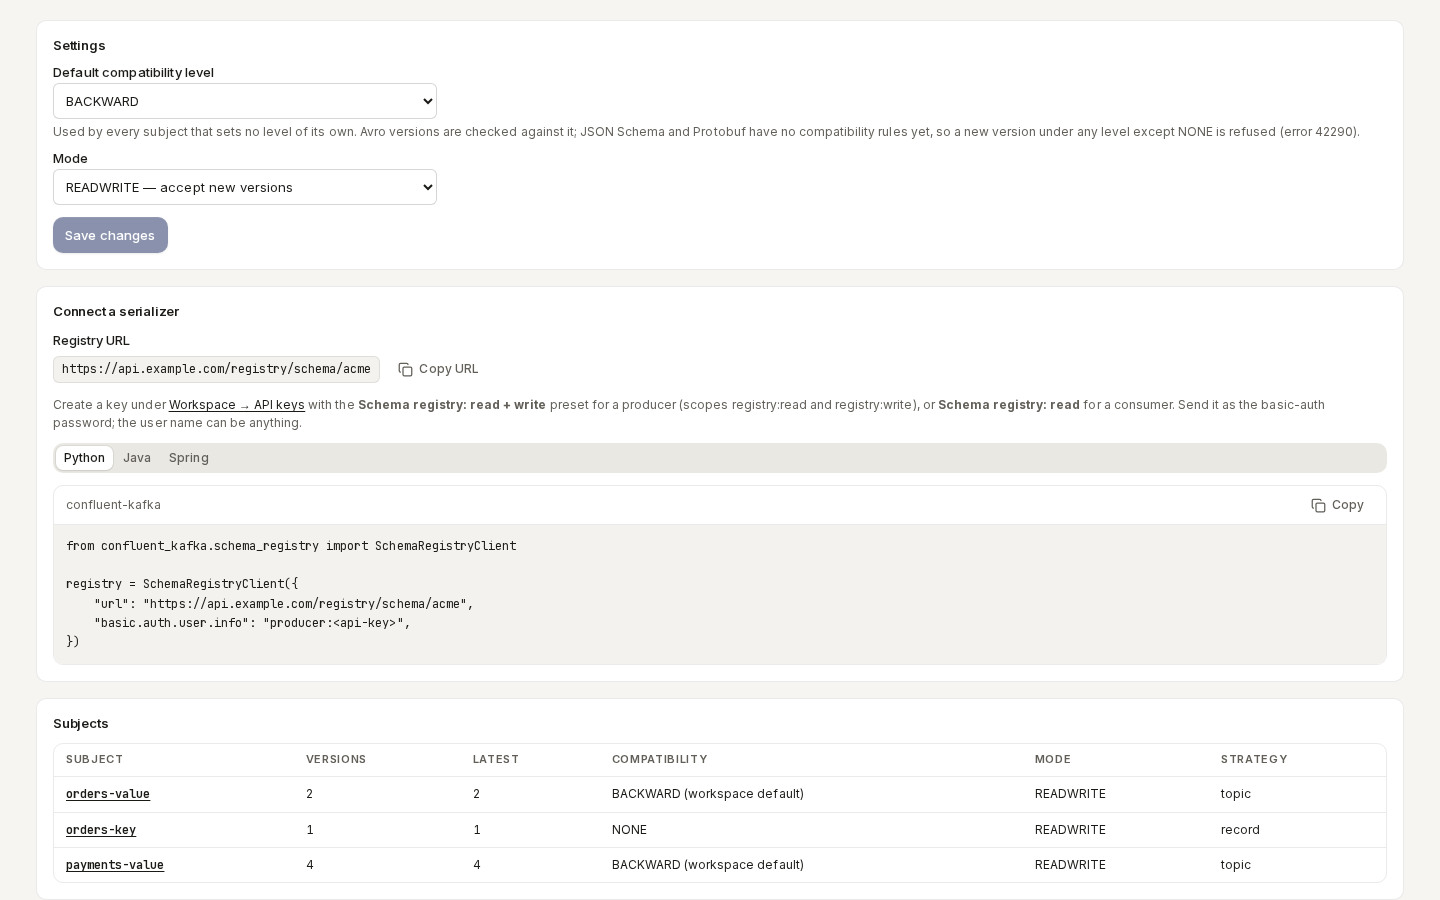 Settings
Default compatibility level
BACKWARD
Used by every subject that sets no level of its own. Avro versions are checked against it; JSON Schema and Protobuf have no compatibility rules yet, so a new version under any level except NONE is refused (error 42290).
Mode
READWRITE — accept new versions
Save changes
Connect a serializer
Registry URL
https://api.example.com/registry/schema/acme Copy URL
Create a key under Workspace → API keys with the Schema registry: read + write preset for a producer (scopes registry:read and registry:write), or Schema registry: read for a consumer. Send it as the basic-auth
password; the user name can be anything.
Python Java Spring
confluent-kafka Copy
from confluent_kafka.schema_registry import SchemaRegistryClient
registry = SchemaRegistryClient({
    "url": "https://api.example.com/registry/schema/acme",
    "basic.auth.user.info": "producer:<api-key>",
})
Subjects
SUBJECT VERSIONS LATEST COMPATIBILITY MODE STRATEGY
orders-value 2 2 BACKWARD (workspace default) READWRITE topic
orders-key 1 1 NONE READWRITE record
payments-value 4 4 BACKWARD (workspace default) READWRITE topic